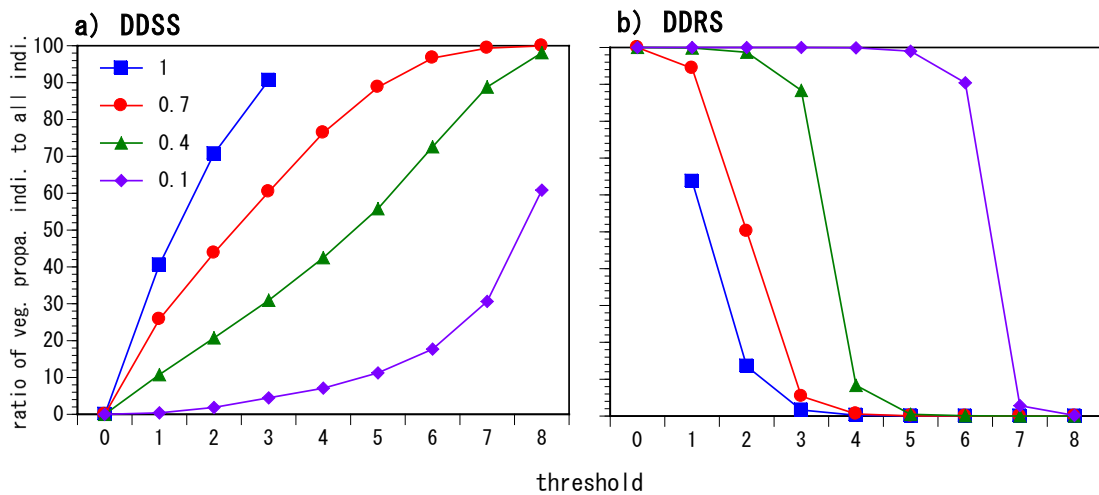 a) DDSS
b) DDRS
ratio of veg. propa. indi. to all indi.
100
90
80
70
60
50
40
30
20
10
0
1
0.7
0.4
0.1
0 1 2 3 4 5 6 7 8
0 1 2 3 4 5 6 7 8
threshold